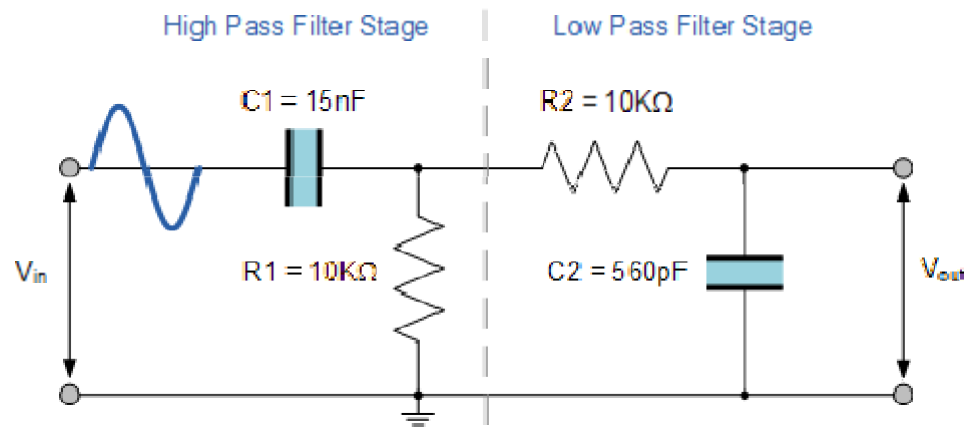 High Pass Filter Stage
Low Pass Filter Stage
C1 = 15nF
R2 = 10KΩ
Vin
R1 = 10KΩ
C2 = 560pF
Vout